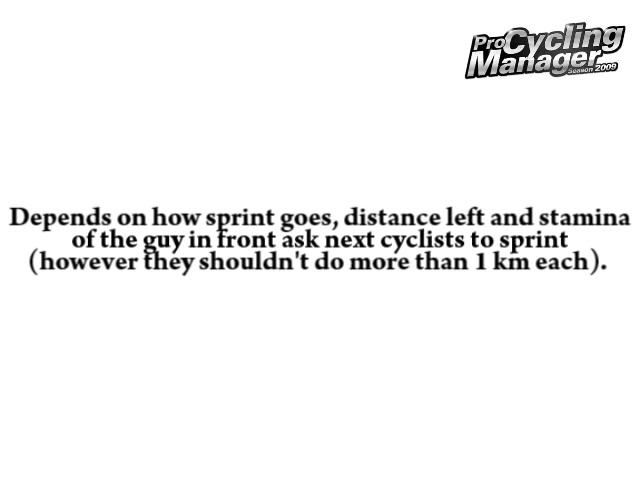 Pro Cycling
Manager
Season 2009
Depends on how sprint goes, distance left and stamina
of the guy in front ask next cyclists to sprint
(however they shouldn't do more than 1 km each).